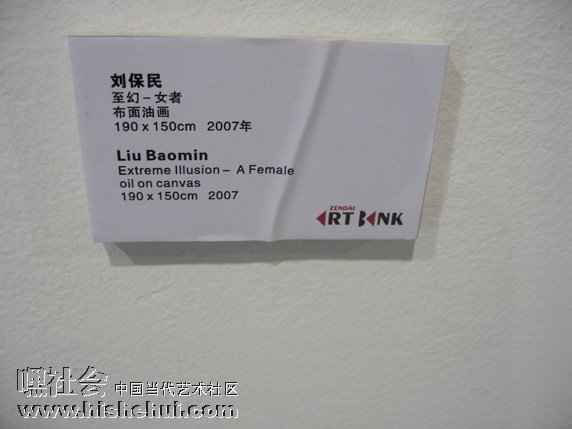 刘保民
至幻－女者
布面油画
190 x 150cm 2007年
Liu Baomin
Extreme Illusion – A Female
oil on canvas
190 x 150cm 2007
ZENDAI
ART BANK
嘿社会 中国当代艺术社区
www.hishehui.com